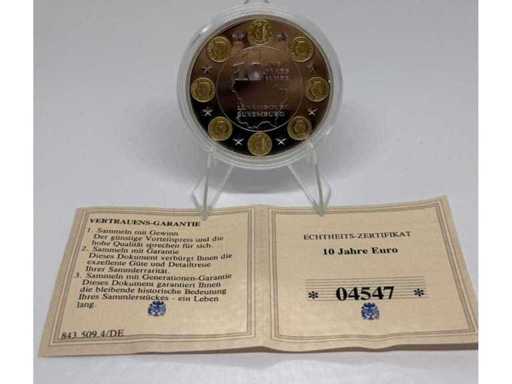 10 YEARS
JAHRE
LUXEMBOURG
LUXEMBURG
VERTRAUENS-GARANTIE
1. Sammeln mit Gewinn
Der günstige Vorteilspreis und die
hohe Qualität sprechen für sich.
2. Sammeln mit Garantie
Dieses Dokument verbürgt Ihnen die
exzellente Güte und Detailtreue
Ihrer Sammlerrarität.
3. Sammeln mit Generationen-Garantie
Dieses Dokument garantiert Ihnen
die bleibende historische Bedeutung
Ihres Sammlerstückes - ein Leben
lang.
843 509 4/DE
ECHTHEITS-ZERTIFIKAT
10 Jahre Euro
* 04547 *